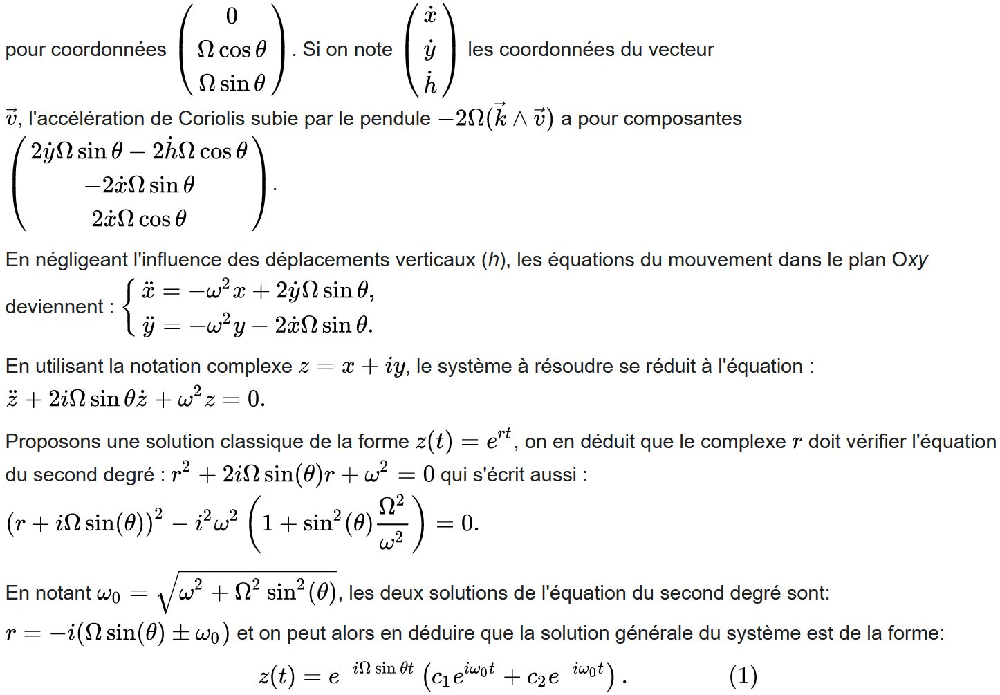 pour coordonnées $\begin{pmatrix} 0 \\ \Omega \cos\theta \\ \Omega \sin\theta \end{pmatrix}$. Si on note $\begin{pmatrix} \dot{x} \\ \dot{y} \\ \dot{h} \end{pmatrix}$ les coordonnées du vecteur
$\vec{v}$, l'accélération de Coriolis subie par le pendule $-2\Omega(\vec{k} \wedge \vec{v})$ a pour composantes
$\begin{pmatrix} 2\dot{y}\Omega \sin\theta - 2\dot{h}\Omega \cos\theta \\ -2\dot{x}\Omega \sin\theta \\ 2\dot{x}\Omega \cos\theta \end{pmatrix}$.
En négligeant l'influence des déplacements verticaux (h), les équations du mouvement dans le plan Oxy
deviennent : $\begin{cases} \ddot{x} = -\omega^2 x + 2\dot{y}\Omega \sin\theta, \\ \ddot{y} = -\omega^2 y - 2\dot{x}\Omega \sin\theta. \end{cases}$
En utilisant la notation complexe $z = x + iy$, le système à résoudre se réduit à l'équation :
$\ddot{z} + 2i\Omega \sin\theta \dot{z} + \omega^2 z = 0.$
Proposons une solution classique de la forme $z(t) = e^{rt}$, on en déduit que le complexe $r$ doit vérifier l'équation
du second degré : $r^2 + 2i\Omega \sin(\theta)r + \omega^2 = 0$ qui s'écrit aussi :
$(r + i\Omega \sin(\theta))^2 - i^2\omega^2 \left(1 + \sin^2(\theta)\frac{\Omega^2}{\omega^2}\right) = 0.$
En notant $\omega_0 = \sqrt{\omega^2 + \Omega^2 \sin^2(\theta)}$, les deux solutions de l'équation du second degré sont:
$r = -i(\Omega \sin(\theta) \pm \omega_0)$ et on peut alors en déduire que la solution générale du système est de la forme:
$z(t) = e^{-i\Omega \sin\theta t} \left(c_1 e^{i\omega_0 t} + c_2 e^{-i\omega_0 t}\right).$ (1)